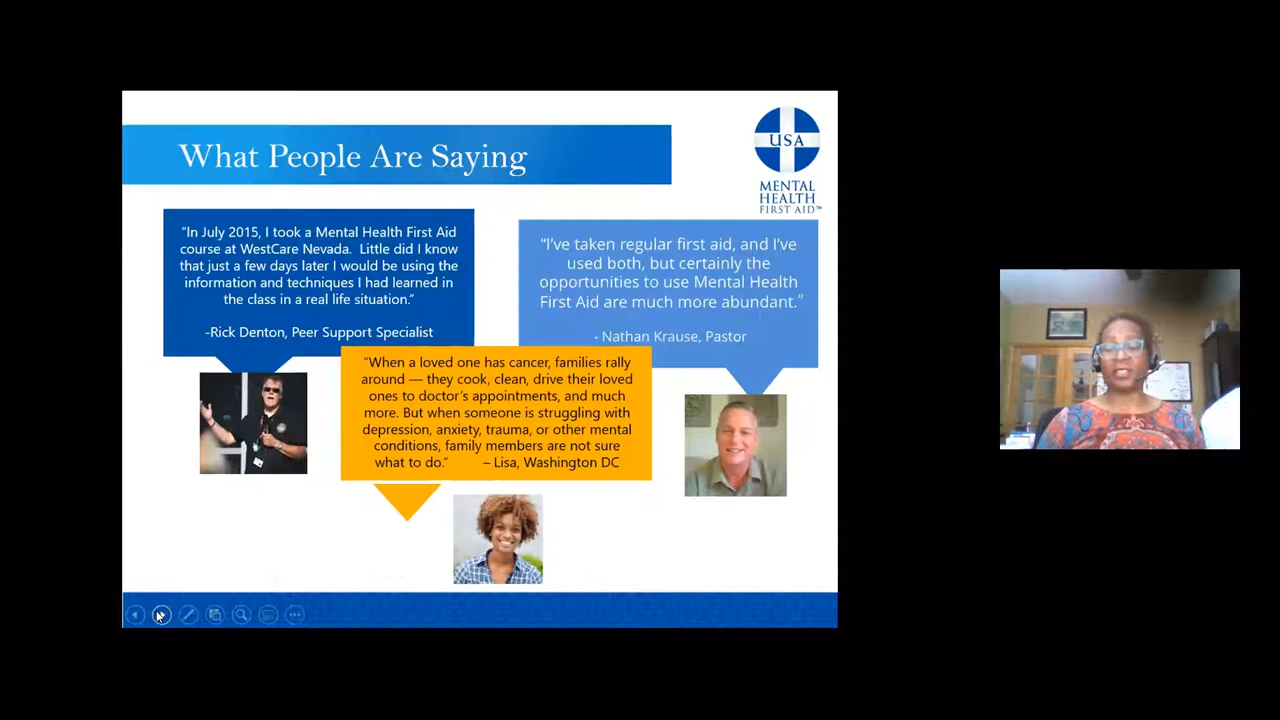 What People Are Saying
USA
MENTAL
HEALTH
FIRST AID™
"In July 2015, I took a Mental Health First Aid
course at WestCare Nevada.  Little did I know
that just a few days later I would be using the
information and techniques I had learned in
the class in a real life situation."
-Rick Denton, Peer Support Specialist
"I've taken regular first aid, and I've
used both, but certainly the
opportunities to use Mental Health
First Aid are much more abundant."
- Nathan Krause, Pastor
"When a loved one has cancer, families rally
around — they cook, clean, drive their loved
ones to doctor's appointments, and much
more. But when someone is struggling with
depression, anxiety, trauma, or other mental
conditions, family members are not sure
what to do."        – Lisa, Washington DC